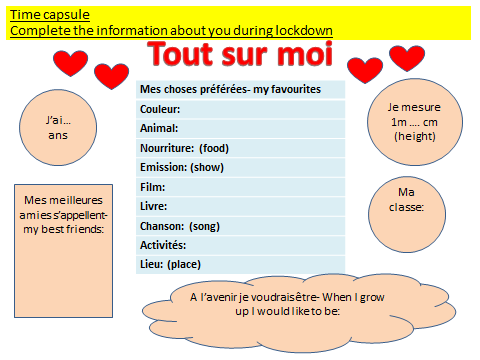 Time capsule
Complete the information about you during lockdown
Tout sur moi
J'ai...
ans
Mes choses préférées- my favourites
Couleur:
Animal:
Nourriture: (food)
Emission: (show)
Film:
Livre:
Chanson: (song)
Activités:
Lieu: (place)
Je mesure
1m .... cm
(height)
Mes meilleures
amies s'appellent-
my best friends:
Ma
classe:
A l'avenir je voudraisêtre- When I grow
up I would like to be: